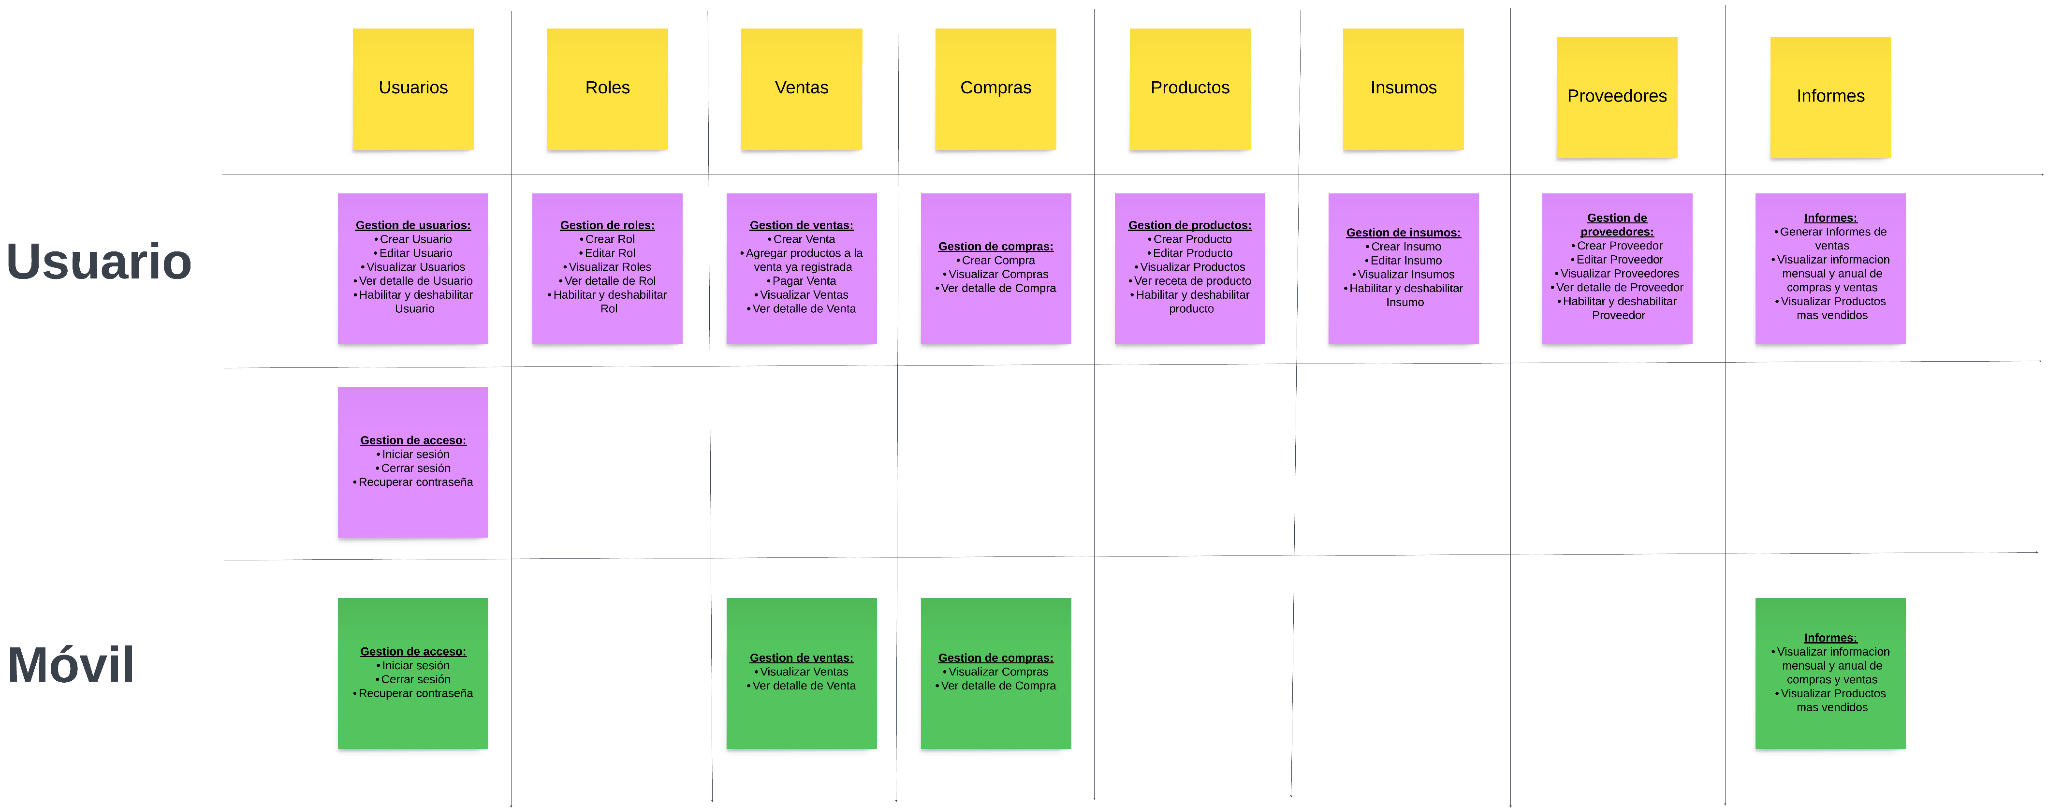 Usuarios
Roles
Ventas
Compras
Productos
Insumos
Proveedores
Informes
Usuario
Gestion de usuarios:
• Crear Usuario
• Editar Usuario
• Visualizar Usuarios
• Ver detalle de Usuario
• Habilitar y deshabilitar
Usuario
Gestion de roles:
• Crear Rol
• Editar Rol
• Visualizar Roles
• Ver detalle de Rol
• Habilitar y deshabilitar
Rol
Gestion de ventas:
• Crear Venta
• Agregar productos a la
venta ya registrada
• Pagar Venta
• Visualizar Ventas
• Ver detalle de Venta
Gestion de compras:
• Crear Compra
• Visualizar Compras
• Ver detalle de Compra
Gestion de productos:
• Crear Producto
• Editar Producto
• Visualizar Productos
• Ver receta de producto
• Habilitar y deshabilitar
producto
Gestion de insumos:
• Crear Insumo
• Editar Insumo
• Visualizar Insumos
• Habilitar y deshabilitar
Insumo
Gestion de
proveedores:
• Crear Proveedor
• Editar Proveedor
• Visualizar Proveedores
• Ver detalle de Proveedor
• Habilitar y deshabilitar
Proveedor
Informes:
• Generar Informes de
ventas
• Visualizar informacion
mensual y anual de
compras y ventas
• Visualizar Productos
mas vendidos
Gestion de acceso:
• Iniciar sesión
• Cerrar sesión
• Recuperar contraseña
Móvil
Gestion de acceso:
• Iniciar sesión
• Cerrar sesión
• Recuperar contraseña
Gestion de ventas:
• Visualizar Ventas
• Ver detalle de Venta
Gestion de compras:
• Visualizar Compras
• Ver detalle de Compra
Informes:
• Visualizar informacion
mensual y anual de
compras y ventas
• Visualizar Productos
mas vendidos